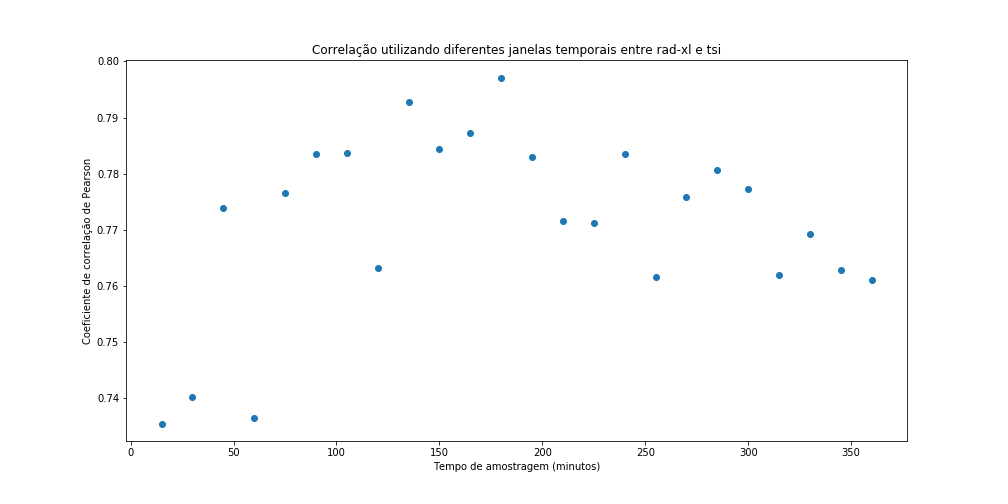 Correlação utilizando diferentes janelas temporais entre rad-xl e tsi
0.80
0.79
0.78
0.77
0.76
0.75
0.74
Coeficiente de correlação de Pearson
0 50 100 150 200 250 300 350
Tempo de amostragem (minutos)